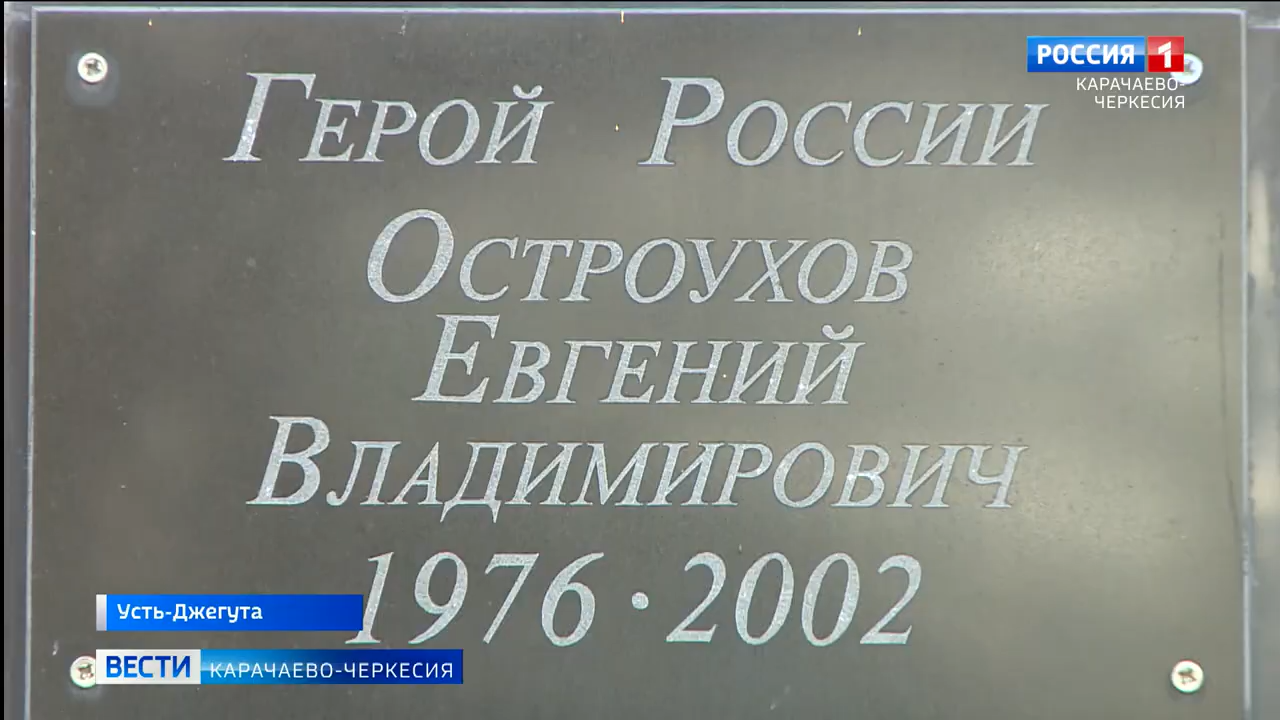 РОССИЯ 1
КАРАЧАЕВО-
ЧЕРКЕСИЯ
ГЕРОЙ РОССИИ
ОСТРОУХОВ
ЕВГЕНИЙ
ВЛАДИМИРОВИЧ
1976·2002
Усть-Джегута
ВЕСТИ КАРАЧАЕВО-ЧЕРКЕСИЯ